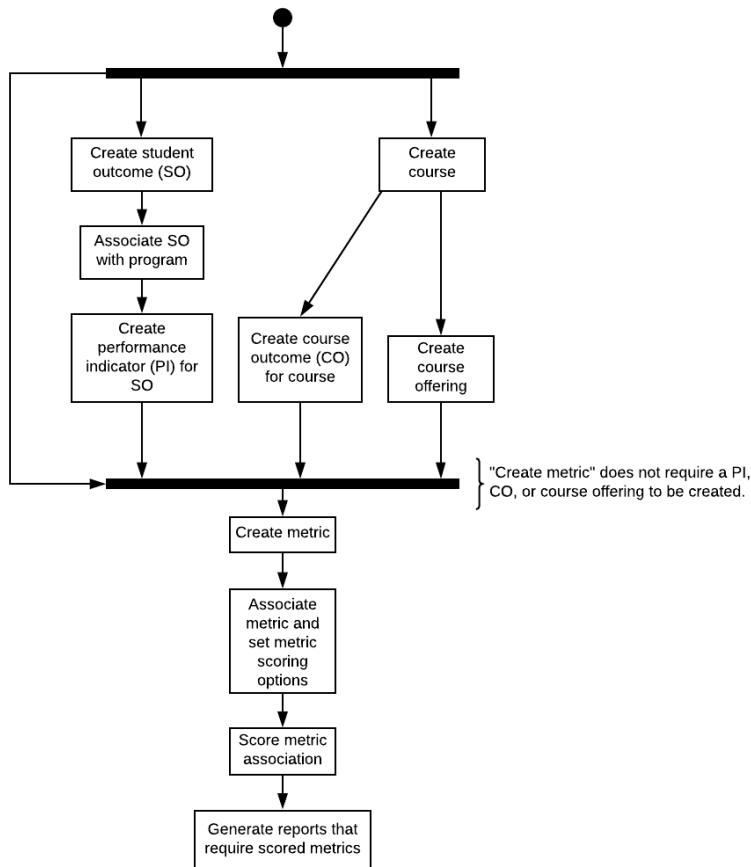 Create student
outcome (SO)
Create
course
Associate SO
with program
Create
performance
indicator (PI) for
SO
Create course
outcome (CO)
for course
Create
course
offering
"Create metric" does not require a PI,
CO, or course offering to be created.
Create metric
Associate
metric and
set metric
scoring
options
Score metric
association
Generate reports that
require scored metrics